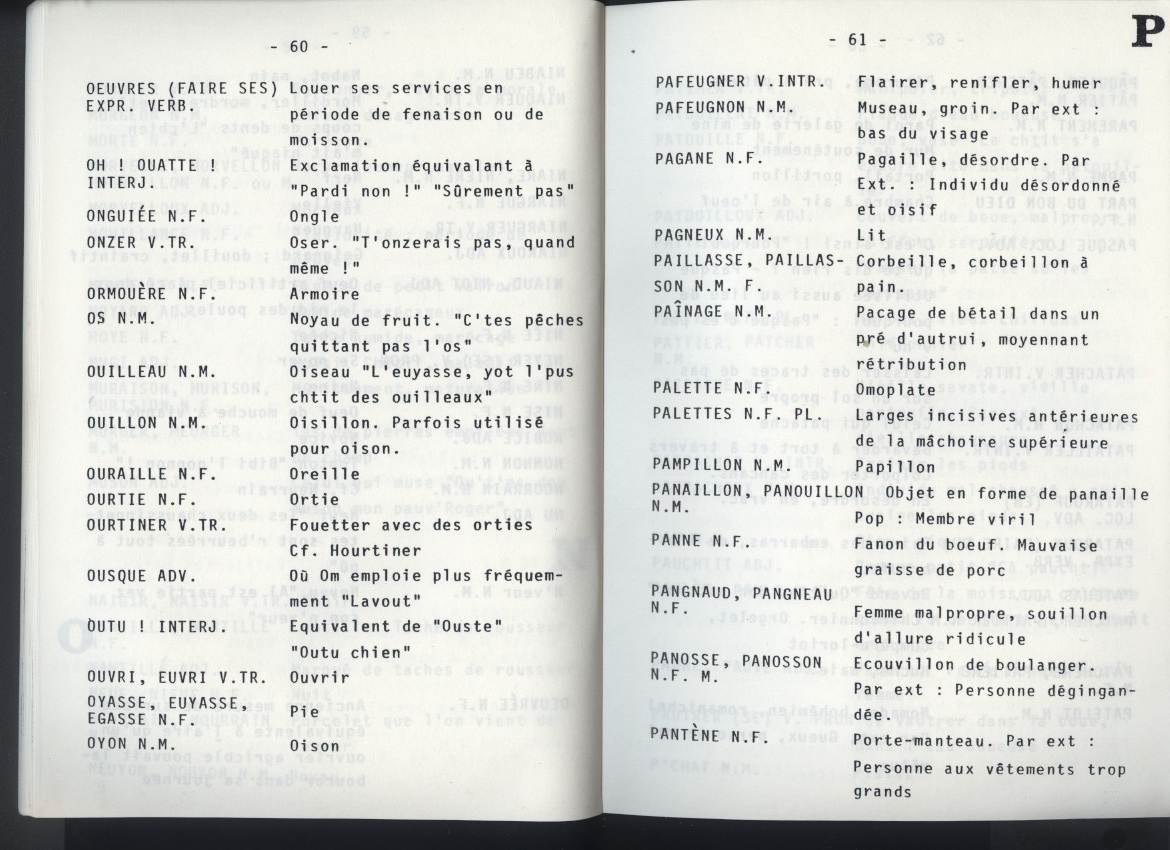 - 60 -
OEUVRES (FAIRE SES) Louer ses services en
EXPR. VERB. période de fenaison ou de
moisson.
OH ! OUATTE ! Exclamation équivalant à
INTERJ. "Pardi non !" "Sûrement pas"
ONGUIÉE N.F. Ongle
ONZER V.TR. Oser. "T'onzerais pas, quand
même !"
ORMOUÈRE N.F. Armoire
OS N.M. Noyau de fruit. "C'tes pêches
quittant pas l'os"
OUILLEAU N.M. Oiseau "L'euyasse, yot l'pus
chtit des ouilleaux"
OUILLON N.M. Oisillon. Parfois utilisé
pour oison.
OURAILLE N.F. Oreille
OURTIE N.F. Ortie
OURTINER V.TR. Fouetter avec des orties
Cf. Hourtiner
OUSQUE ADV. Où Om emploie plus fréquem-
ment "Lavout"
OUTU ! INTERJ. Equivalent de "Ouste"
"Outu chien"
OUVRI, EUVRI V.TR. Ouvrir
OYASSE, EUYASSE, Pie
EGASSE N.F.
OYON N.M. Oison
- 61 -
P
PAFEUGNER V.INTR. Flairer, renifler, humer
PAFEUGNON N.M. Museau, groin. Par ext :
bas du visage
PAGANE N.F. Pagaille, désordre. Par
Ext. : Individu désordonné
et oisif
PAGNEUX N.M. Lit
PAILLASSE, PAILLAS- Corbeille, corbeillon à
SON N.M. F. pain.
PAÎNAGE N.M. Pacage de bétail dans un
pré d'autrui, moyennant
rétribution
PALETTE N.F. Omoplate
PALETTES N.F. PL. Larges incisives antérieures
de la mâchoire supérieure
PAMPILLON N.M. Papillon
PANAILLON, PANOUILLON Objet en forme de panaille
N.M. Pop : Membre viril
PANNE N.F. Fanon du boeuf. Mauvaise
graisse de porc
PANGNAUD, PANGNEAU
N.F. Femme malpropre, souillon
d'allure ridicule
PANOSSE, PANOSSON Ecouvillon de boulanger.
N.F. M. Par ext : Personne dégingan-
dée.
PANTÈNE N.F. Porte-manteau. Par ext :
Personne aux vêtements trop
grands